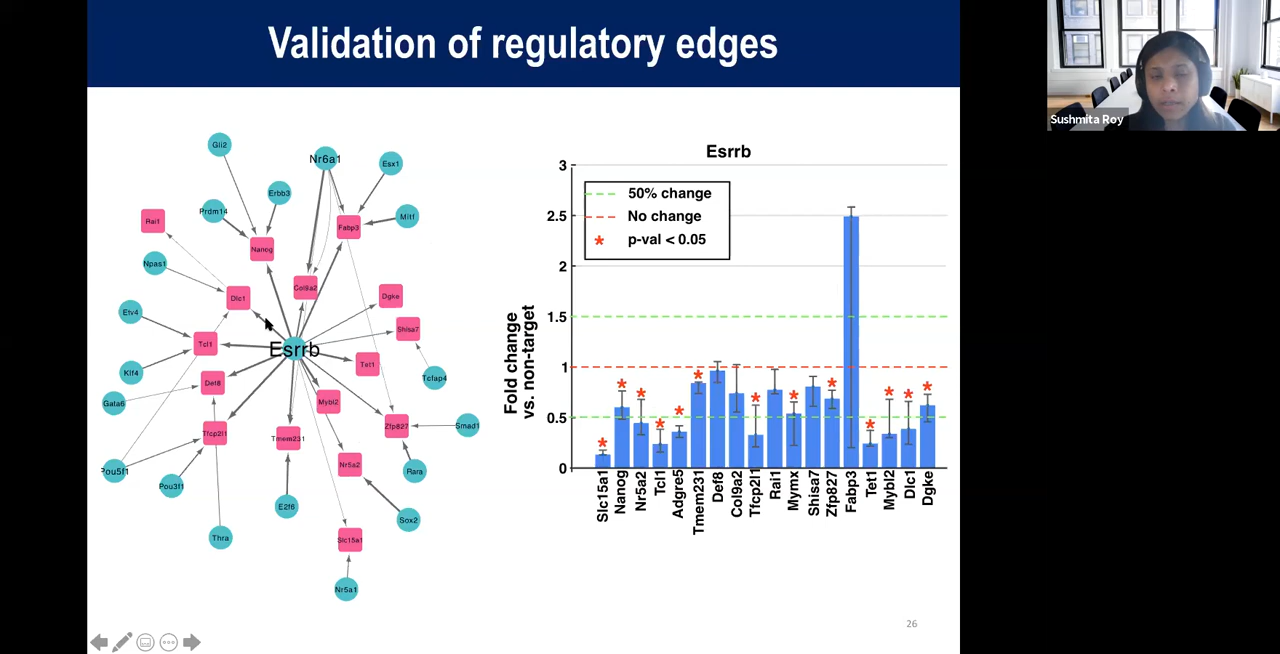 Validation of regulatory edges
Sushmita Roy
Gli2
Nr6a1
Esx1
Erbb3
Prdm14
Mitf
Rai1
Fabp3
Nanog
Npas1
Col9a2
Dlc1
Dgke
Etv4
Shisa7
Tcl1
Esrrb
Tet1
Klf4
Def8
Tcfap4
Gata6
Mybl2
Zfp827
Smad1
Tfcp2l1
Tmem231
Pou5f1
Nr5a2
Rara
Pou3f1
E2f6
Sox2
Thra
Slc15a1
Nr5a1
Esrrb
3
2.5
2
1.5
1
0.5
0
Fold change
vs. non-target
50% change
No change
* p-val < 0.05
* * * * * * * * * * * *
Slc15a1
Nanog
Nr5a2
Tcl1
Adgre5
Tmem231
Def8
Col9a2
Tfcp2l1
Rai1
Mymx
Shisa7
Zfp827
Fabp3
Tet1
Mybl2
Dlc1
Dgke
26